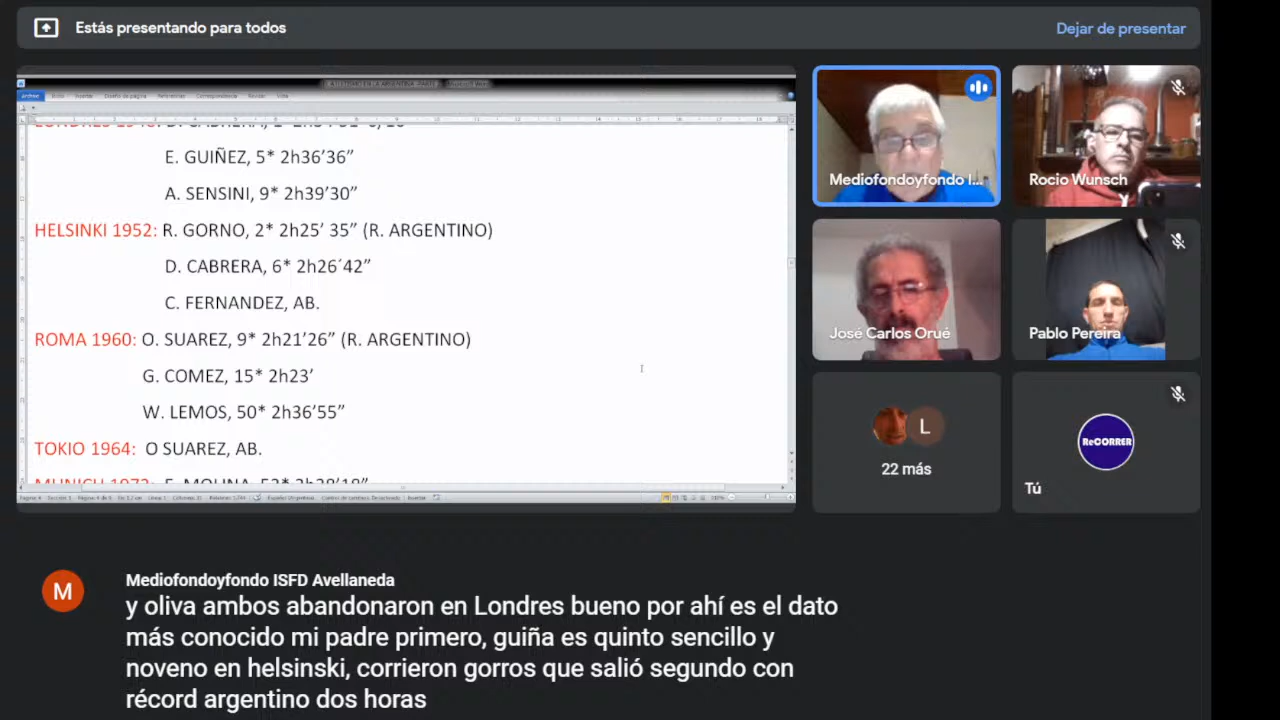 Estás presentando para todos
Dejar de presentar
E. GUIÑEZ, 5* 2h36’36”
A. SENSINI, 9* 2h39’30”
HELSINKI 1952: R. GORNO, 2* 2h25’ 35” (R. ARGENTINO)
D. CABRERA, 6* 2h26´42”
C. FERNANDEZ, AB.
ROMA 1960: O. SUAREZ, 9* 2h21’26” (R. ARGENTINO)
G. COMEZ, 15* 2h23’
W. LEMOS, 50* 2h36’55”
TOKIO 1964: O SUAREZ, AB.
Mediofondoyfondo I...
Rocio Wunsch
José Carlos Orué
Pablo Pereira
L
22 más
ReCORRER
Tú
M
Mediofondoyfondo ISFD Avellaneda
y oliva ambos abandonaron en Londres bueno por ahí es el dato
más conocido mi padre primero, guiña es quinto sencillo y
noveno en helsinski, corrieron gorros que salió segundo con
récord argentino dos horas